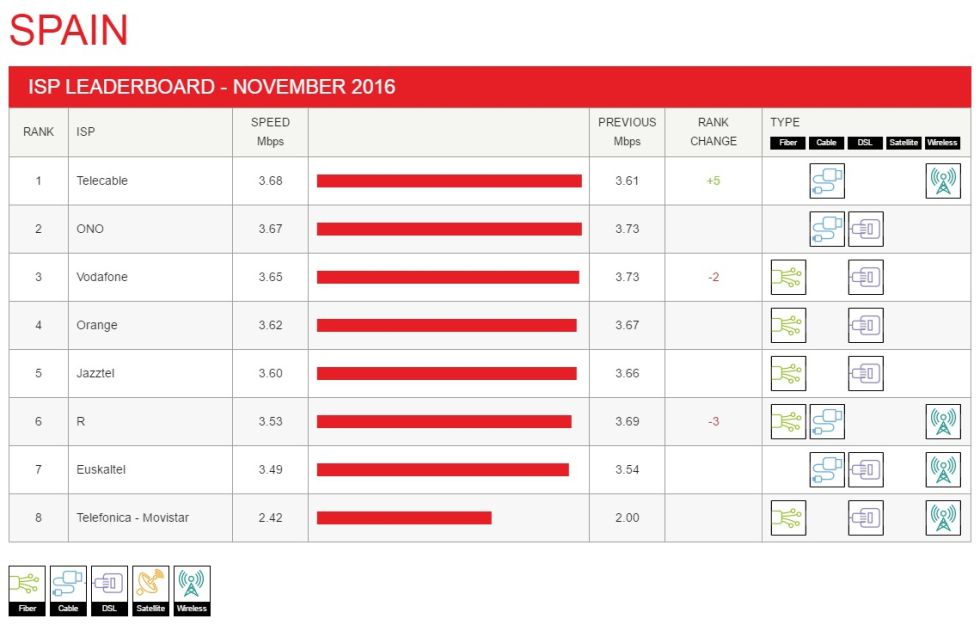 SPAIN
ISP LEADERBOARD - NOVEMBER 2016
RANK ISP SPEED Mbps PREVIOUS Mbps RANK CHANGE TYPE
Fiber Cable DSL Satellite Wireless
1 Telecable 3.68 3.61 +5
2 ONO 3.67 3.73
3 Vodafone 3.65 3.73 -2
4 Orange 3.62 3.67
5 Jazztel 3.60 3.66
6 R 3.53 3.69 -3
7 Euskaltel 3.49 3.54
8 Telefonica - Movistar 2.42 2.00
Fiber Cable DSL Satellite Wireless